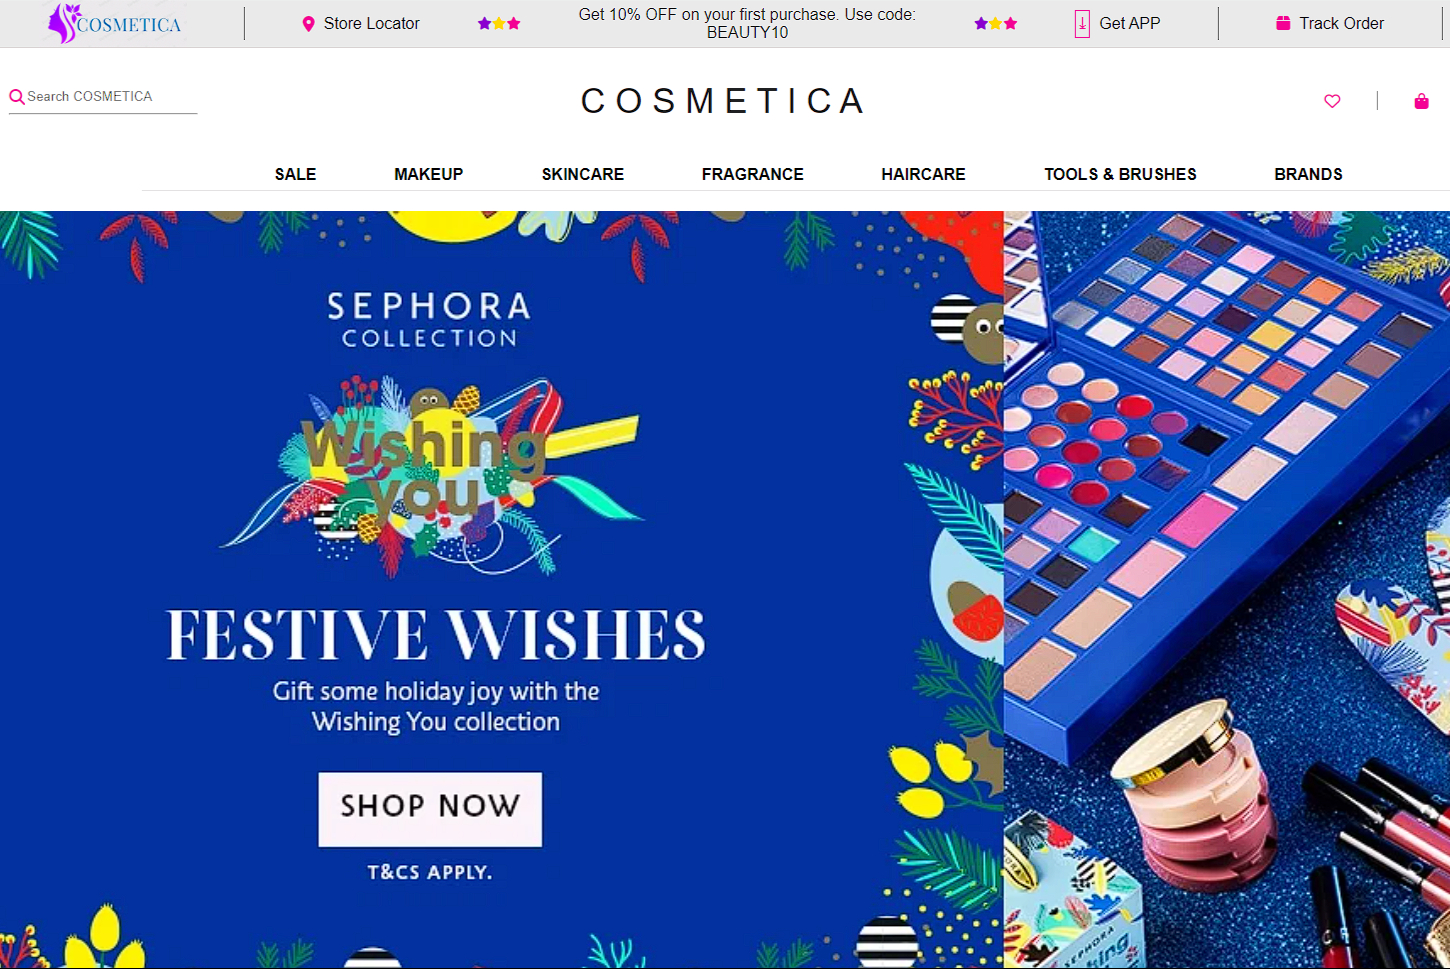 COSMETICA
Store Locator
Get 10% OFF on your first purchase. Use code:
BEAUTY10
Get APP
Track Order
Search COSMETICA
COSMETICA
SALE
MAKEUP
SKINCARE
FRAGRANCE
HAIRCARE
TOOLS & BRUSHES
BRANDS
SEPHORA
COLLECTION
Wishing
you
FESTIVE WISHES
Gift some holiday joy with the
Wishing You collection
SHOP NOW
T&CS APPLY.
SEPHORA